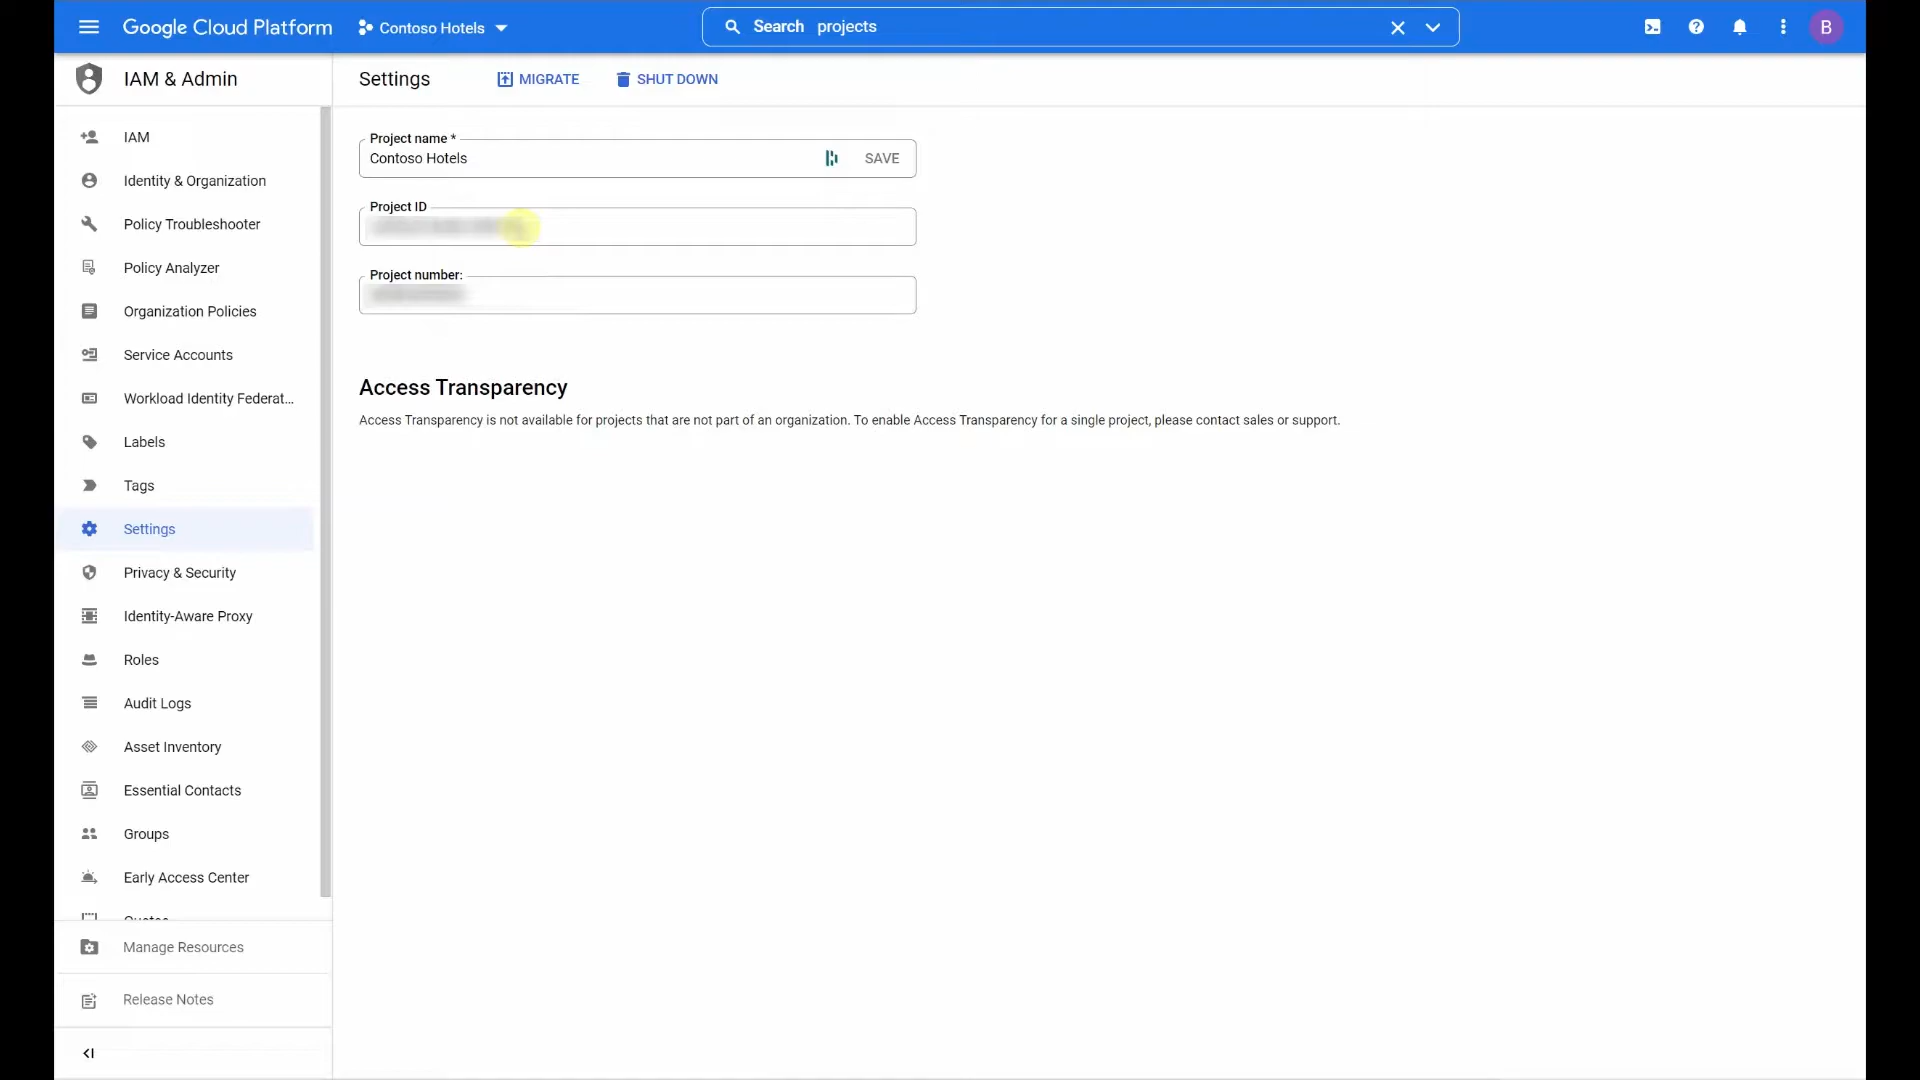 Google Cloud Platform
Contoso Hotels
Search projects
B
IAM & Admin
Settings
MIGRATE
SHUT DOWN
IAM
Identity & Organization
Policy Troubleshooter
Policy Analyzer
Organization Policies
Service Accounts
Workload Identity Federat...
Labels
Tags
Settings
Privacy & Security
Identity-Aware Proxy
Roles
Audit Logs
Asset Inventory
Essential Contacts
Groups
Early Access Center
Manage Resources
Release Notes
Project name *
Contoso Hotels
SAVE
Project ID
Project number:
Access Transparency
Access Transparency is not available for projects that are not part of an organization. To enable Access Transparency for a single project, please contact sales or support.